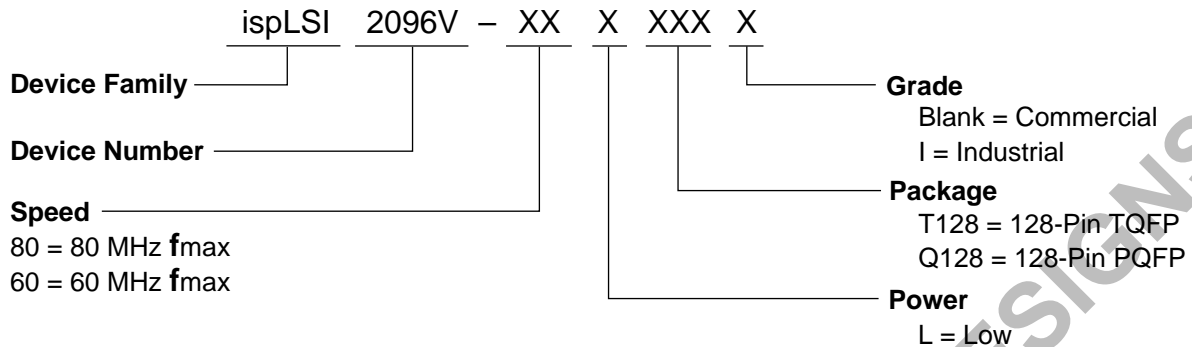 ispLSI 2096V – XX X XXX X
Device Family
Device Number
Speed
80 = 80 MHz fmax
60 = 60 MHz fmax
Grade
Blank = Commercial
I = Industrial
Package
T128 = 128-Pin TQFP
Q128 = 128-Pin PQFP
Power
L = Low